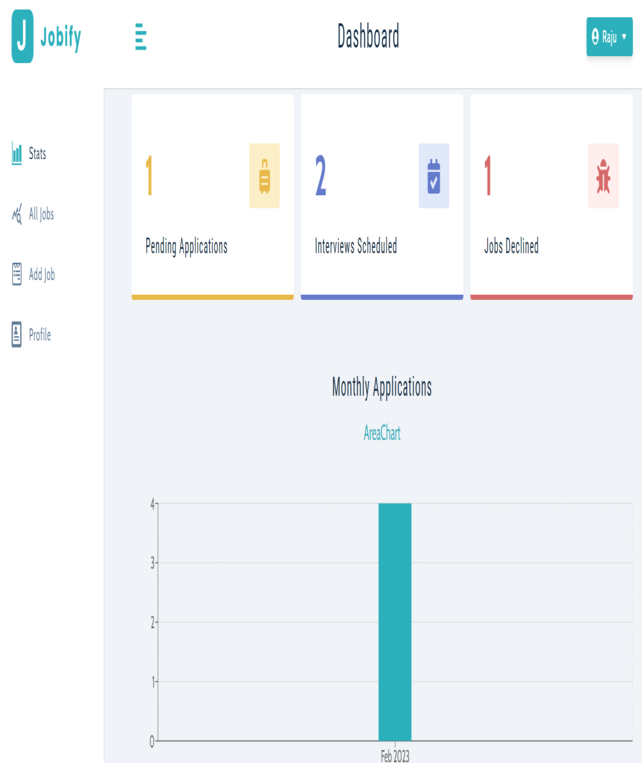 J Jobify
Dashboard
Raju
Stats
All Jobs
Add Job
Profile
1
Pending Applications
2
Interviews Scheduled
1
Jobs Declined
Monthly Applications
AreaChart
4
3
2
1
0
Feb 2023